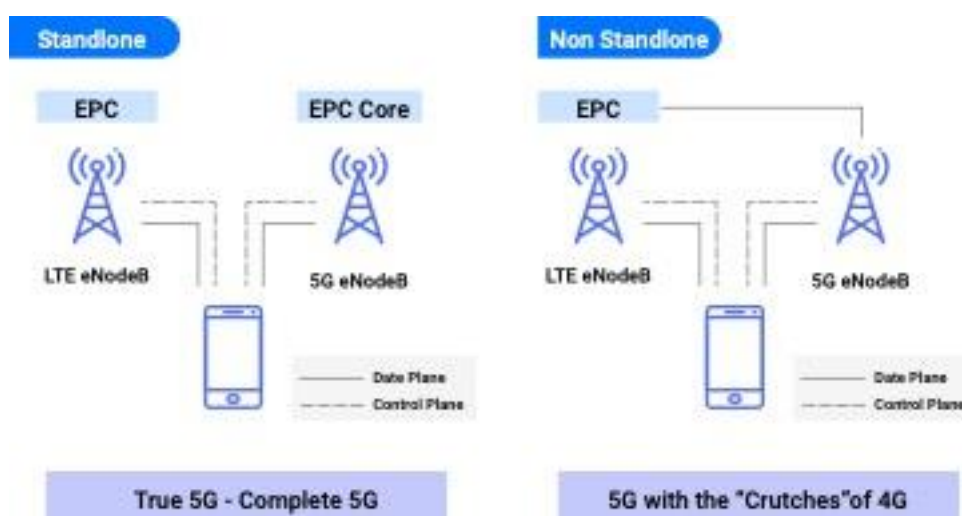 Standlone
EPC
EPC Core
LTE eNodeB
5G eNodeB
Date Plane
Control Plane
True 5G - Complete 5G
Non Standlone
EPC
LTE eNodeB
5G eNodeB
Date Plane
Control Plane
5G with the "Crutches"of 4G